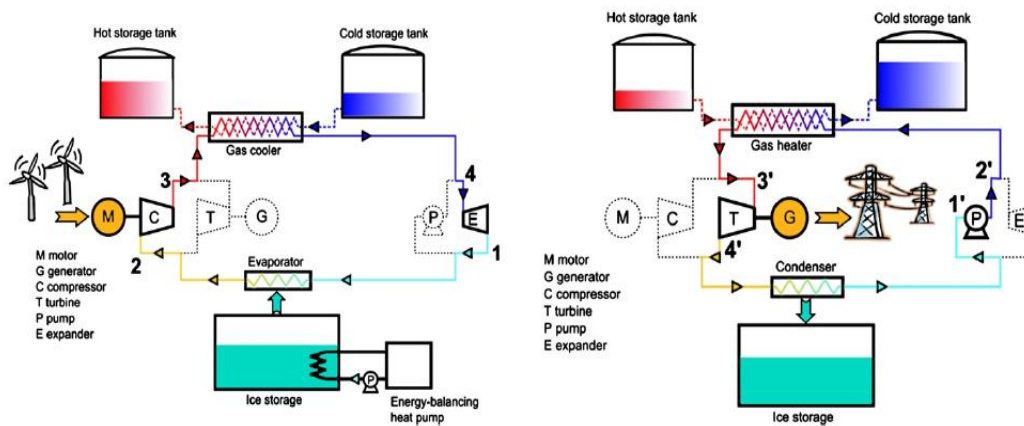 Hot storage tank
Cold storage tank
Gas cooler
3
4
M
C
T
G
P
E
2
1
Evaporator
M motor
G generator
C compressor
T turbine
P pump
E expander
P
Ice storage
Energy-balancing
heat pump
Hot storage tank
Cold storage tank
Gas heater
3'
2'
1'
M
C
T
G
P
E
4'
Condenser
M motor
G generator
C compressor
T turbine
P pump
E expander
Ice storage